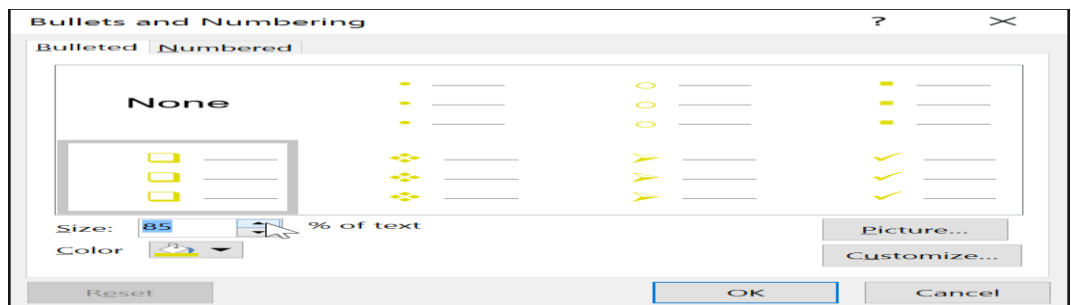 Bullets and Numbering
Bulleted Numbered
None
Size: 85 % of text
Picture...
Color
Customize...
Reset OK Cancel